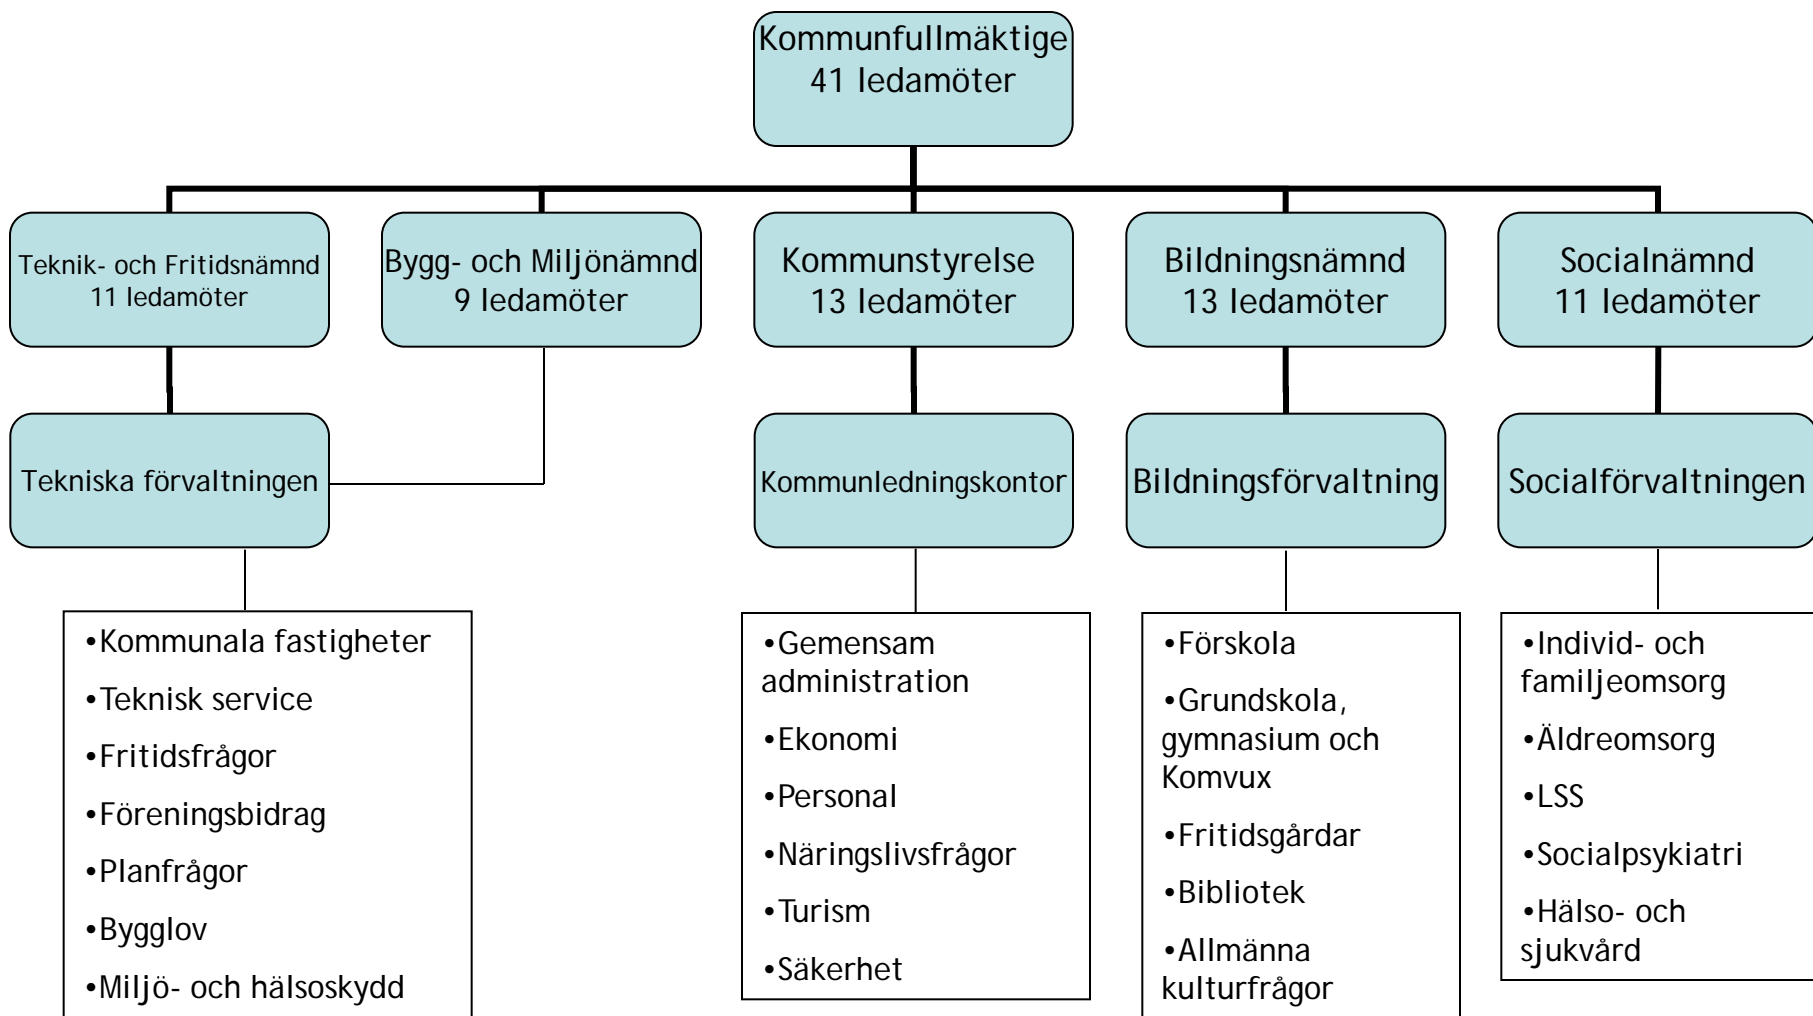 Kommunfullmäktige
41 ledamöter
Teknik- och Fritidsnämnd
11 ledamöter
Bygg- och Miljönämnd
9 ledamöter
Kommunstyrelse
13 ledamöter
Bildningsnämnd
13 ledamöter
Socialnämnd
11 ledamöter
Tekniska förvaltningen
Kommunledningskontor
Bildningsförvaltning
Socialförvaltningen
•Kommunala fastigheter
•Teknisk service
•Fritidsfrågor
•Föreningsbidrag
•Planfrågor
•Bygglov
•Miljö- och hälsoskydd
•Gemensam
administration
•Ekonomi
•Personal
•Näringslivsfrågor
•Turism
•Säkerhet
•Förskola
•Grundskola,
gymnasium och
Komvux
•Fritidsgårdar
•Bibliotek
•Allmänna
kulturfrågor
•Individ- och
familjeomsorg
•Äldreomsorg
•LSS
•Socialpsykiatri
•Hälso- och
sjukvård